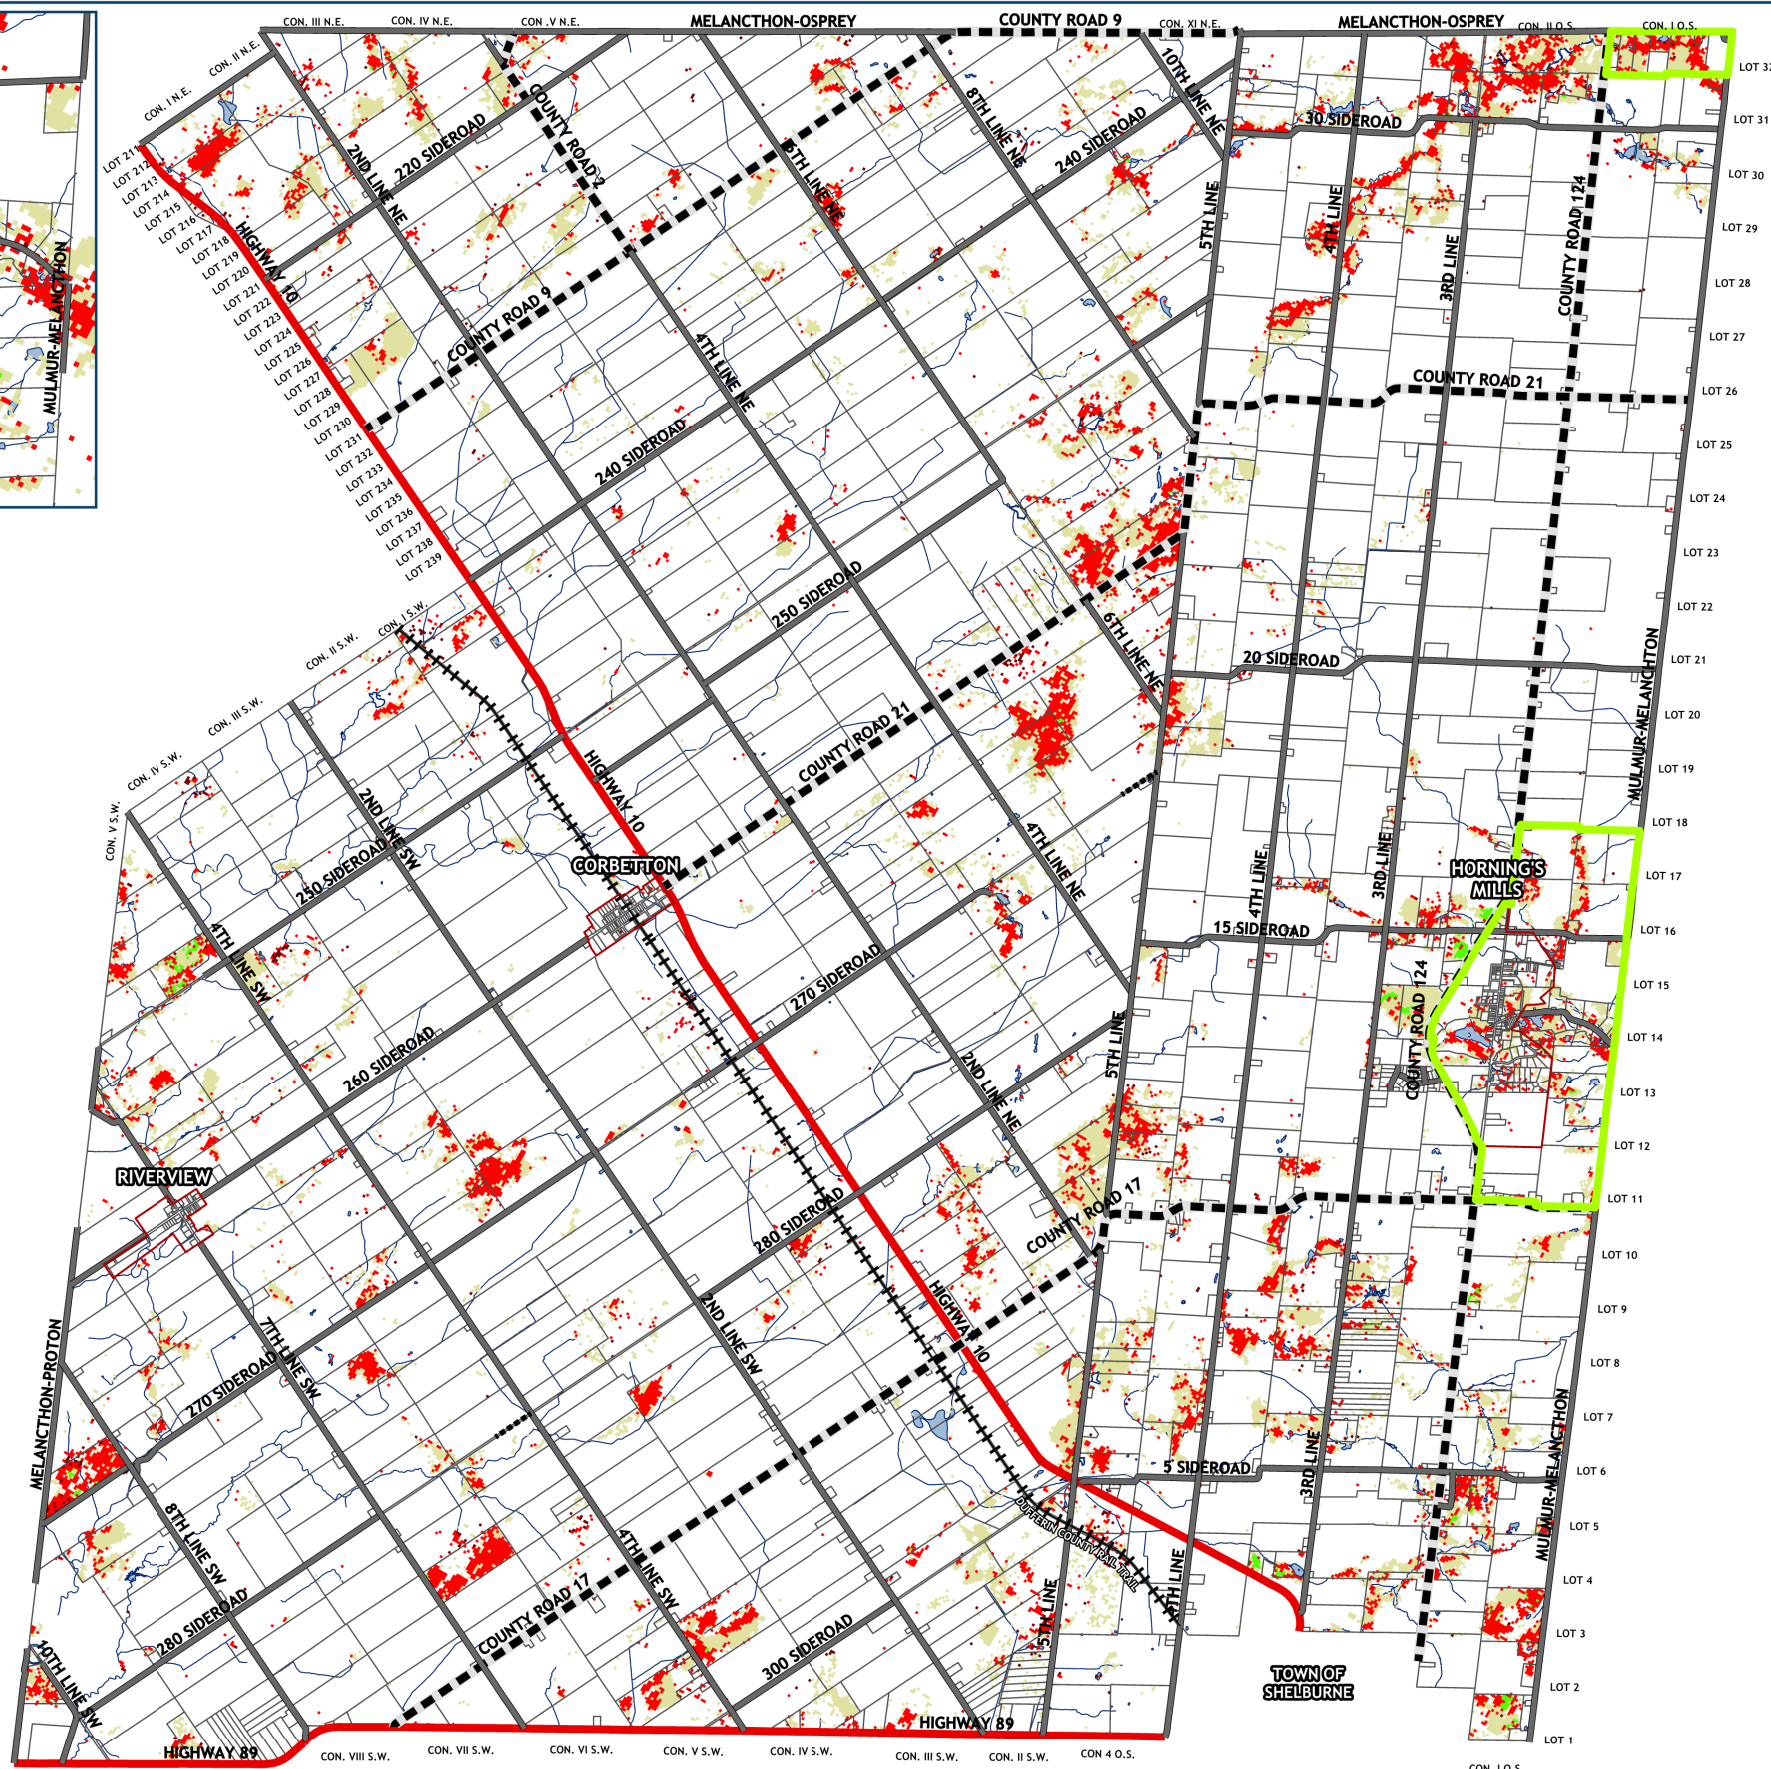 CON. III N.E.
CON. IV N.E.
CON .V N.E.
MELANCTHON-OSPREY
COUNTY ROAD 9
CON. XI N.E.
MELANCTHON-OSPREY
CON. II O.S.
CON. I O.S.
CON. II N.E.
CON. I N.E.
LOT 32
LOT 31
LOT 30
LOT 29
LOT 28
LOT 27
LOT 26
LOT 25
LOT 24
LOT 23
LOT 22
LOT 21
LOT 20
LOT 19
LOT 18
LOT 17
LOT 16
LOT 15
LOT 14
LOT 13
LOT 12
LOT 11
LOT 10
LOT 9
LOT 8
LOT 7
LOT 6
LOT 5
LOT 4
LOT 3
LOT 2
LOT 1
LOT 211
LOT 212
LOT 213
LOT 214
LOT 215
LOT 216
LOT 217
LOT 218
LOT 219
LOT 220
LOT 221
LOT 222
LOT 223
LOT 224
LOT 225
LOT 226
LOT 227
LOT 228
LOT 229
LOT 230
LOT 231
LOT 232
LOT 233
LOT 234
LOT 235
LOT 236
LOT 237
LOT 238
LOT 239
MULMUR-MELANCTHON
HIGHWAY 10
2ND LINE NE
220 SIDEROAD
COUNTY ROAD 2
6TH LINE NE
8TH LINE NE
10TH LINE NE
240 SIDEROAD
30 SIDEROAD
5TH LINE
4TH LINE
3RD LINE
COUNTY ROAD 124
COUNTY ROAD 9
4TH LINE NE
240 SIDEROAD
COUNTY ROAD 21
250 SIDEROAD
6TH LINE NE
20 SIDEROAD
MULMUR-MELANCHTON
CON. I S.W.
CON. II S.W.
CON. III S.W.
CON. IV S.W.
CON. V S.W.
COUNTY ROAD 21
HIGHWAY 10
2ND LINE SW
250 SIDEROAD
CORBETTON
4TH LINE NE
4TH LINE
3RD LINE
HORNING'S
MILLS
15 SIDEROAD
4TH LINE SW
270 SIDEROAD
COUNTY ROAD 124
260 SIDEROAD
2ND LINE NE
5TH LINE
RIVERVIEW
280 SIDEROAD
COUNTY ROAD 17
HIGHWAY 10
2ND LINE SW
7TH LINE SW
270 SIDEROAD
MELANCTHON-PROTON
5 SIDEROAD
3RD LINE
MULMUR-MELANCTHON
8TH LINE SW
4TH LINE SW
DUFFERIN COUNTY RAIL TRAIL
COUNTY ROAD 17
280 SIDEROAD
300 SIDEROAD
5TH LINE
4TH LINE
10TH LINE SW
TOWN OF
SHELBURNE
HIGHWAY 89
HIGHWAY 89
CON. VIII S.W.
CON. VII S.W.
CON. VI S.W.
CON. V S.W.
CON. IV S.W.
CON. III S.W.
CON. II S.W.
CON 4 O.S.
CON. I O.S.